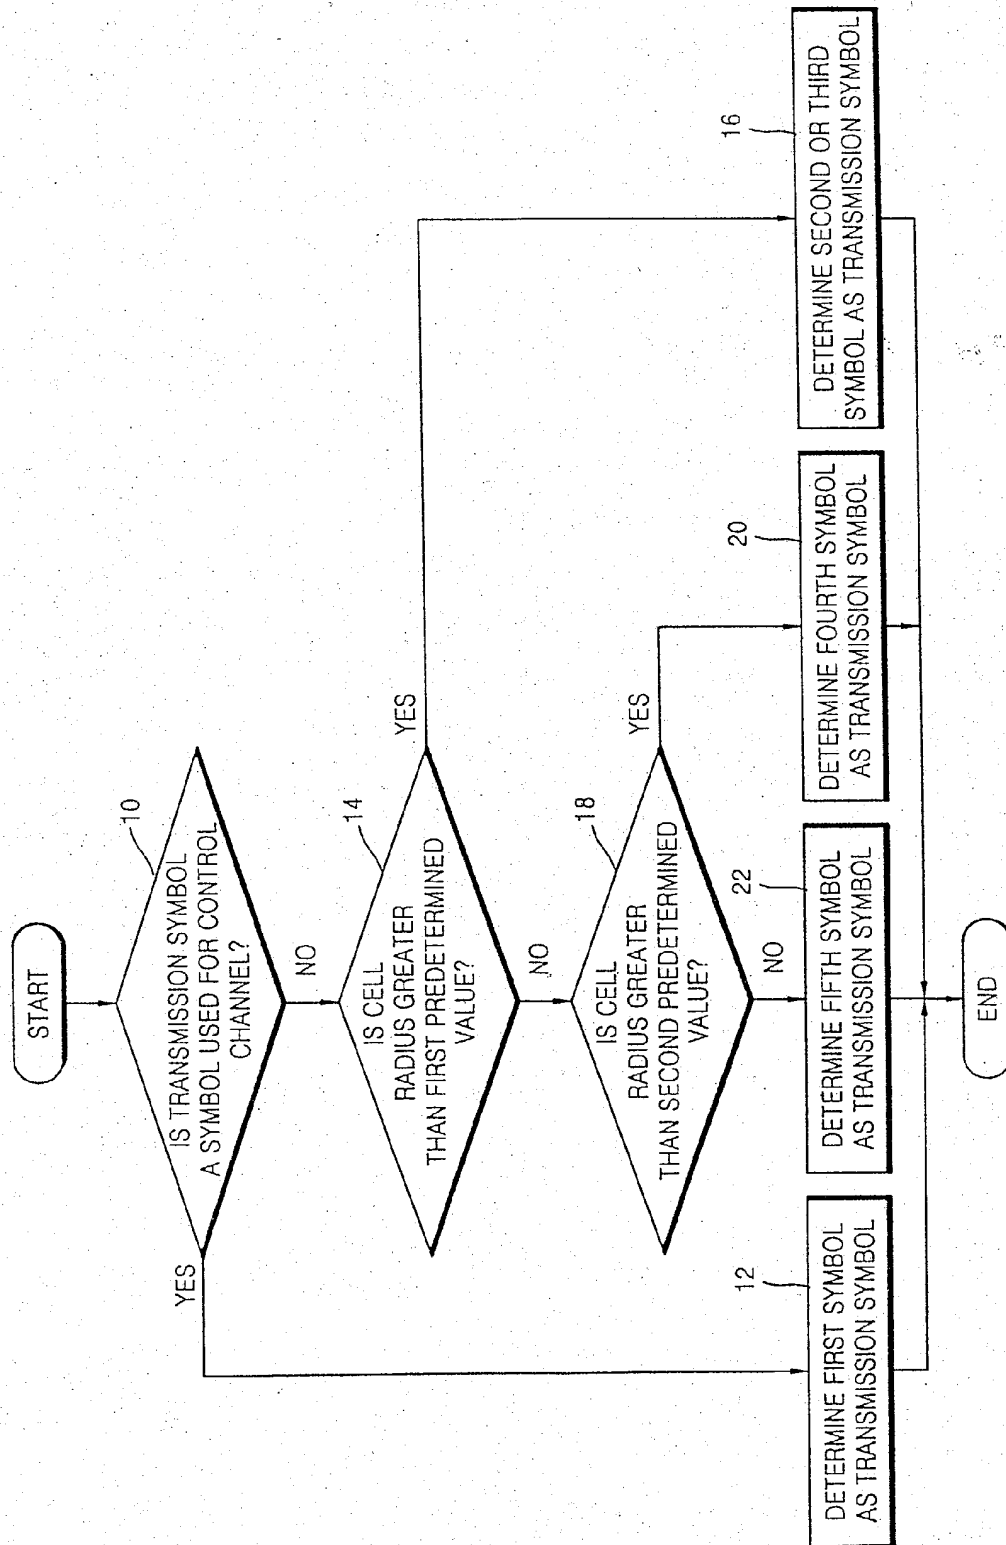 START
10
IS TRANSMISSION SYMBOL
A SYMBOL USED FOR CONTROL
CHANNEL?
YES
NO
14
IS CELL
RADIUS GREATER
THAN FIRST PREDETERMINED
VALUE?
YES
NO
18
IS CELL
RADIUS GREATER
THAN SECOND PREDETERMINED
VALUE?
YES
NO
12
DETERMINE FIRST SYMBOL
AS TRANSMISSION SYMBOL
22
DETERMINE FIFTH SYMBOL
AS TRANSMISSION SYMBOL
20
DETERMINE FOURTH SYMBOL
AS TRANSMISSION SYMBOL
16
DETERMINE SECOND OR THIRD
SYMBOL AS TRANSMISSION SYMBOL
END